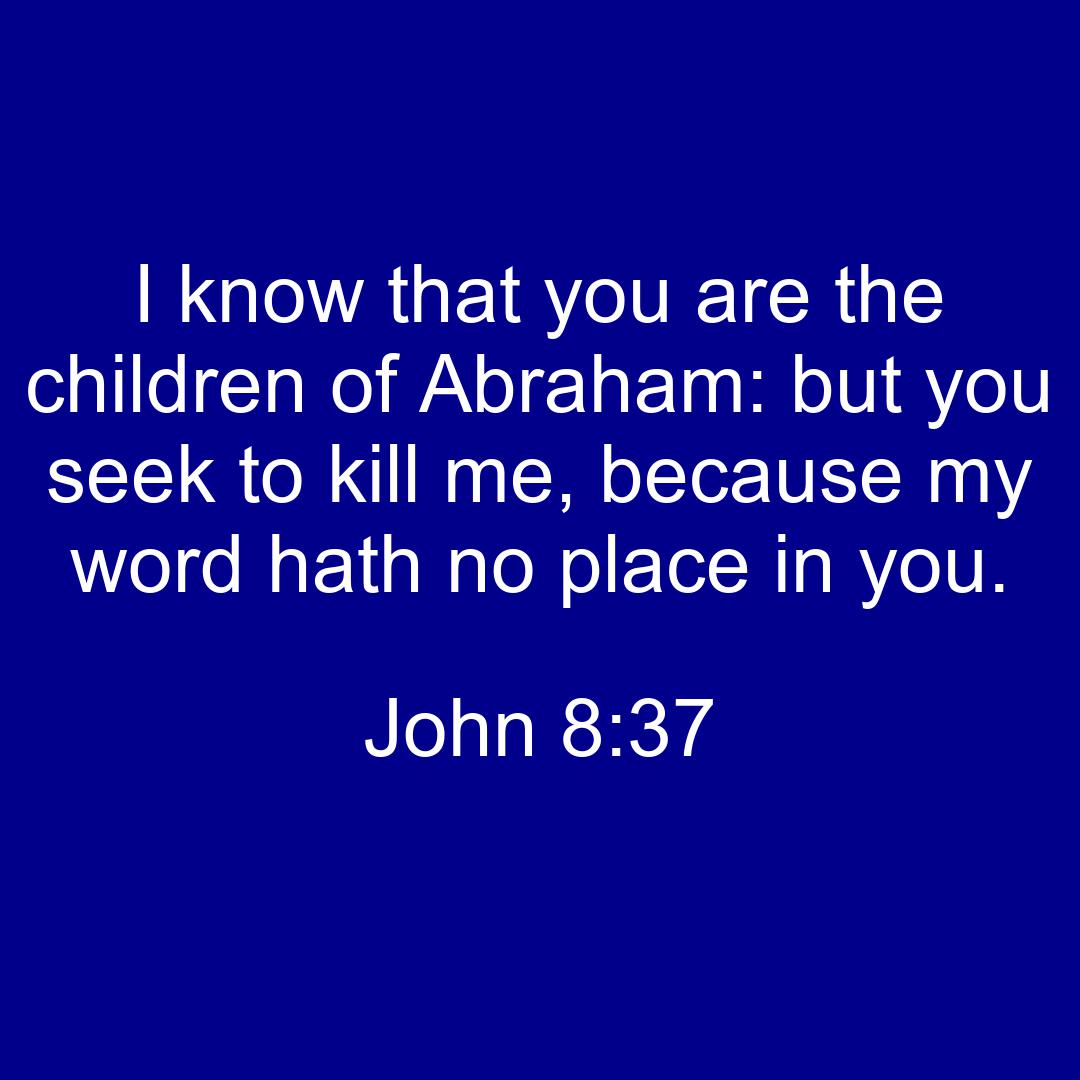 I know that you are the
children of Abraham: but you
seek to kill me, because my
word hath no place in you.
John 8:37